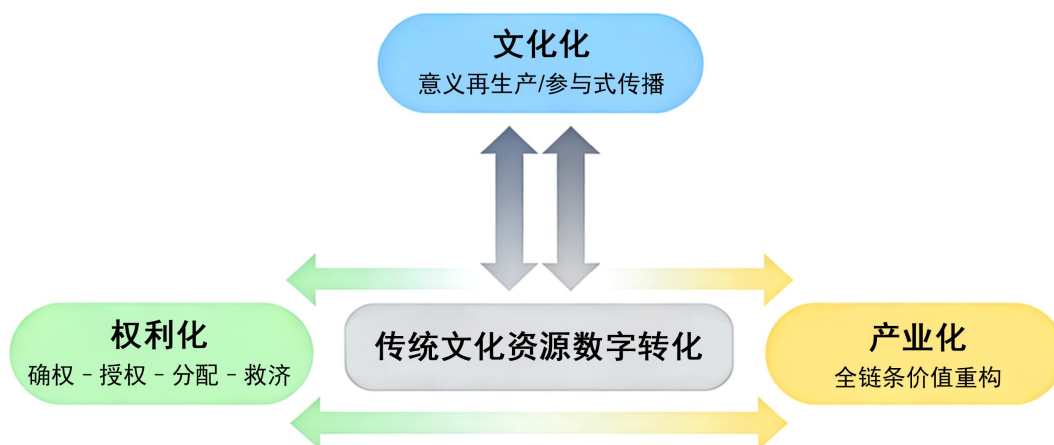 文化化
意义再生产/参与式传播
权利化
确权 – 授权 – 分配 – 救济
传统文化资源数字转化
产业化
全链条价值重构